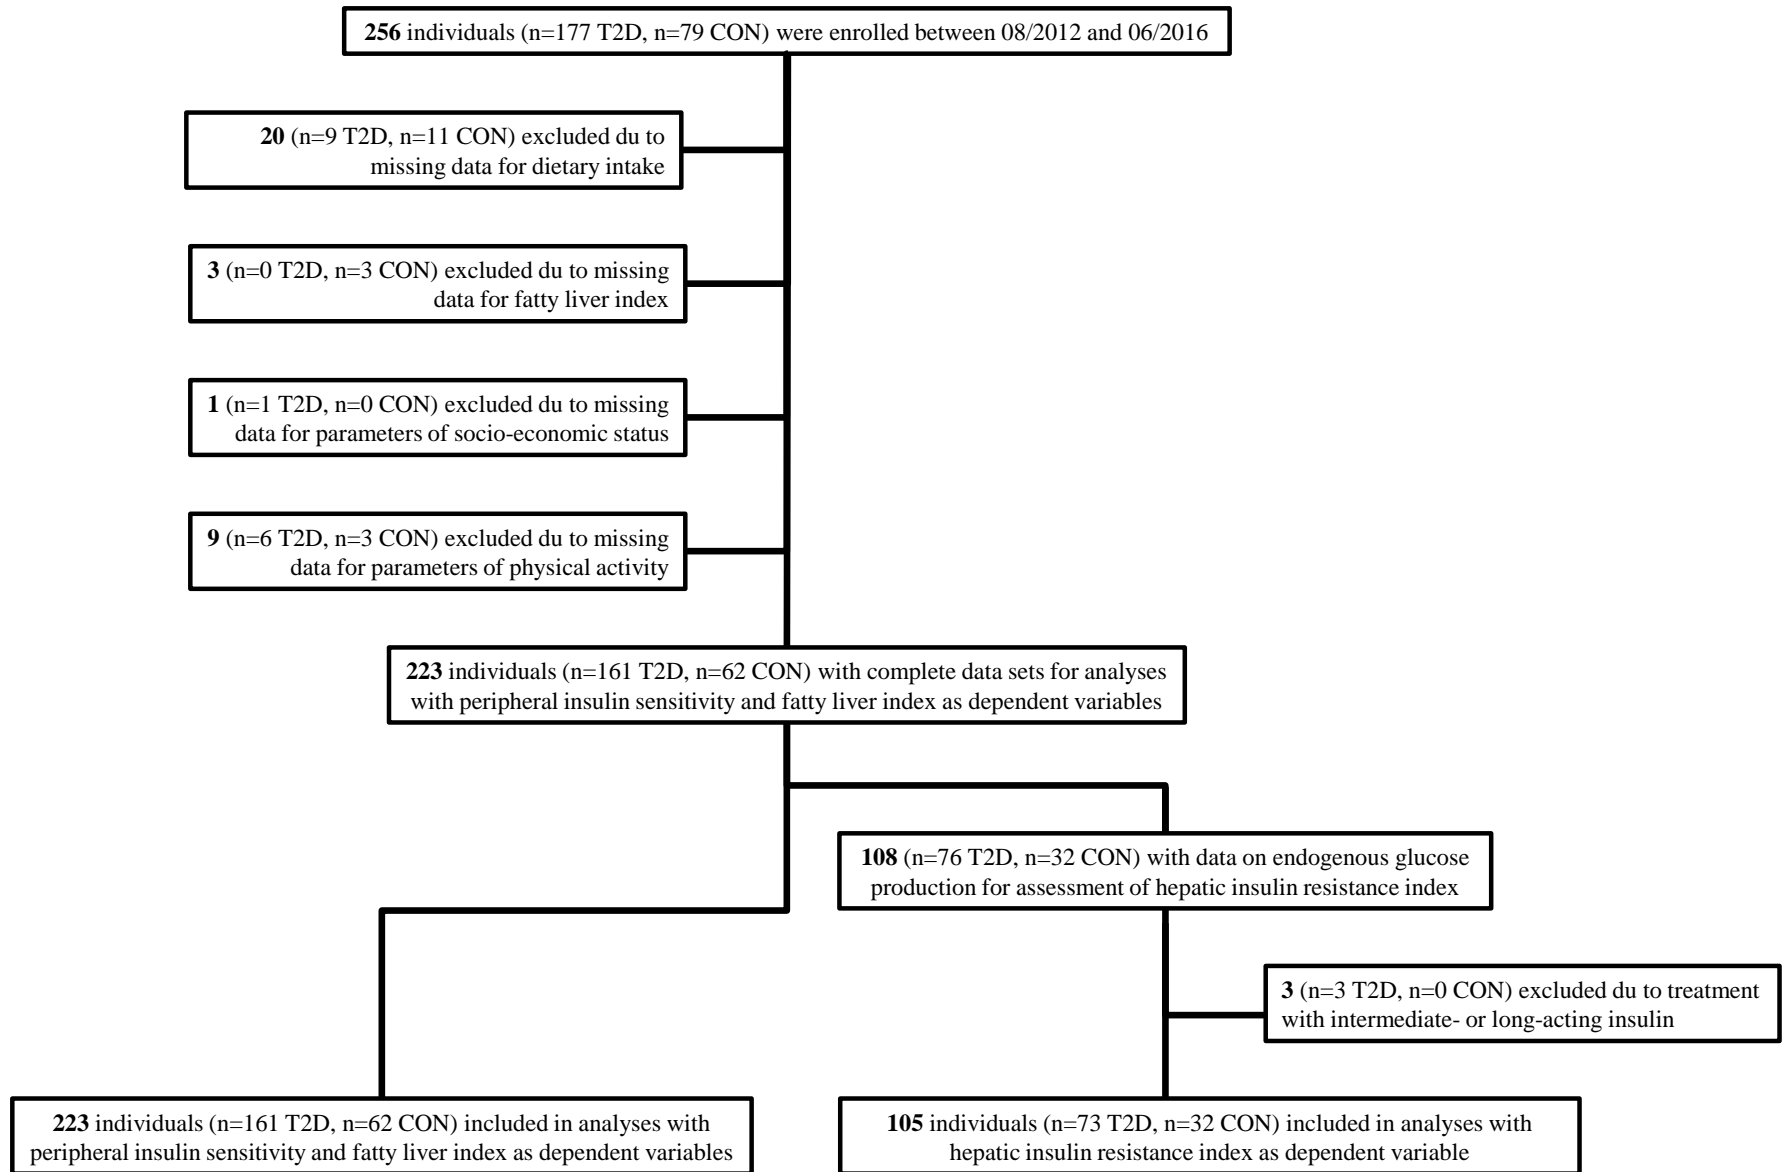 256 individuals (n=177 T2D, n=79 CON) were enrolled between 08/2012 and 06/2016
20 (n=9 T2D, n=11 CON) excluded du to
missing data for dietary intake
3 (n=0 T2D, n=3 CON) excluded du to missing
data for fatty liver index
1 (n=1 T2D, n=0 CON) excluded du to missing
data for parameters of socio-economic status
9 (n=6 T2D, n=3 CON) excluded du to missing
data for parameters of physical activity
223 individuals (n=161 T2D, n=62 CON) with complete data sets for analyses
with peripheral insulin sensitivity and fatty liver index as dependent variables
108 (n=76 T2D, n=32 CON) with data on endogenous glucose
production for assessment of hepatic insulin resistance index
3 (n=3 T2D, n=0 CON) excluded du to treatment
with intermediate- or long-acting insulin
223 individuals (n=161 T2D, n=62 CON) included in analyses with
peripheral insulin sensitivity and fatty liver index as dependent variables
105 individuals (n=73 T2D, n=32 CON) included in analyses with
hepatic insulin resistance index as dependent variable